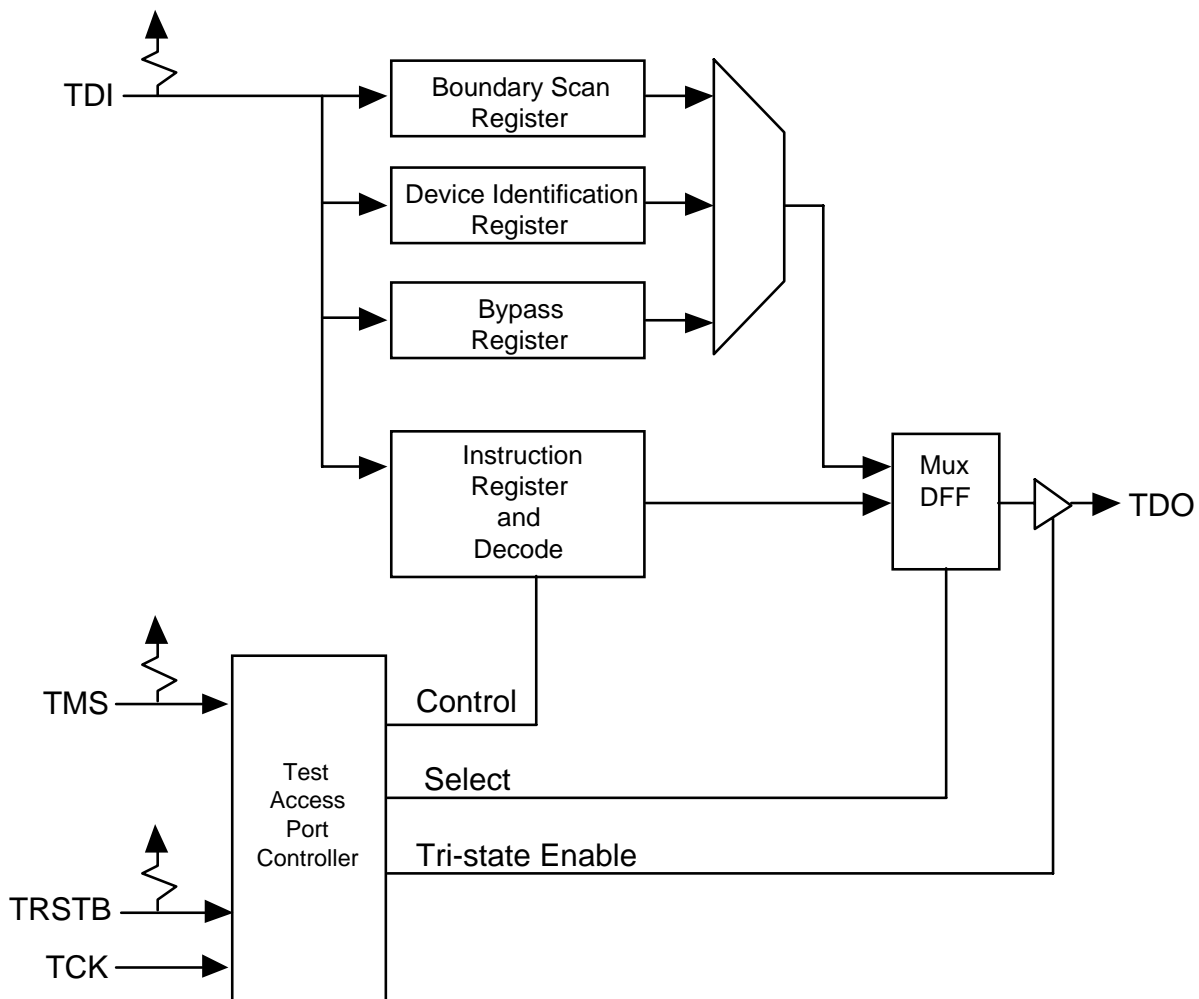 TDI
Boundary Scan
Register
Device Identification
Register
Bypass
Register
Instruction
Register
and
Decode
Mux
DFF
TDO
TMS
Control
Select
Test
Access
Port
Controller
Tri-state Enable
TRSTB
TCK